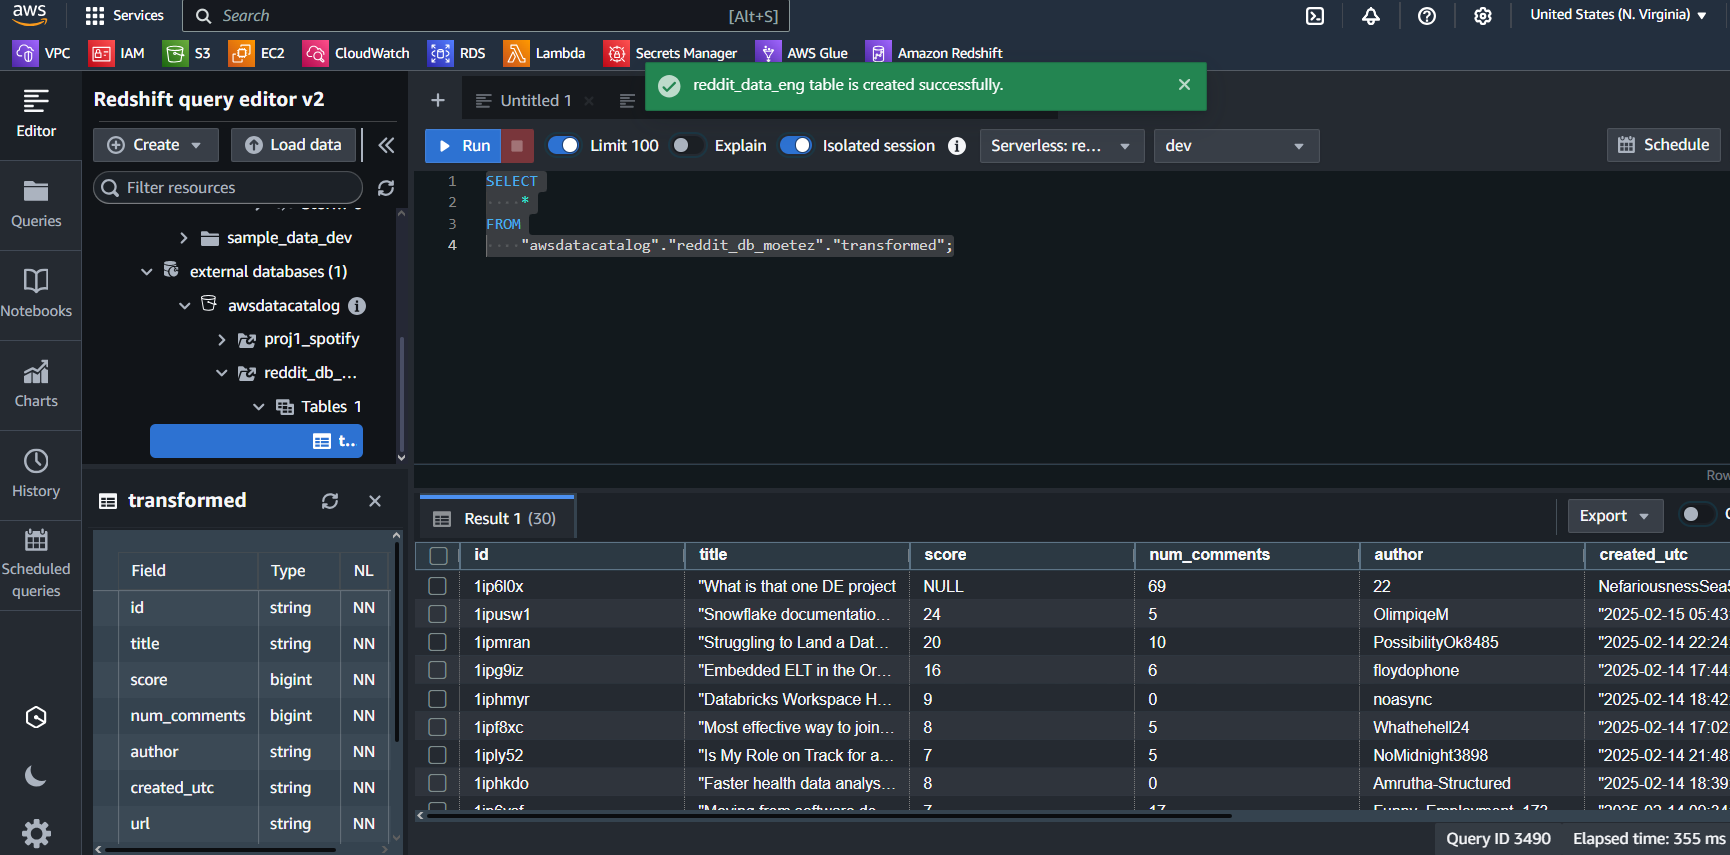 aws
Services
Search
[Alt+S]
United States (N. Virginia)
VPC
IAM
S3
EC2
CloudWatch
RDS
Lambda
Secrets Manager
AWS Glue
Amazon Redshift
reddit_data_eng table is created successfully.
Editor
Queries
Notebooks
Charts
History
Scheduled
queries
Redshift query editor v2
Create
Load data
Filter resources
sample_data_dev
external databases (1)
awsdatacatalog
proj1_spotify
reddit_db_...
Tables 1
t..
transformed
Field Type NL
id string NN
title string NN
score bigint NN
num_comments bigint NN
author string NN
created_utc string NN
url string NN
Untitled 1
Run
Limit 100
Explain
Isolated session
Serverless: re...
dev
Schedule
1 SELECT
2 *
3 FROM
4 "awsdatacatalog"."reddit_db_moetez"."transformed";
Row
Result 1 (30)
Export
id title score num_comments author created_utc
1ip6l0x "What is that one DE project NULL 69 22 NefariousnessSea5
1ipusw1 "Snowflake documentatio... 24 5 OlimpiqeM "2025-02-15 05:43:
1ipmran "Struggling to Land a Dat... 20 10 PossibilityOk8485 "2025-02-14 22:24:
1ipg9iz "Embedded ELT in the Or... 16 6 floydophone "2025-02-14 17:44:
1iphmyr "Databricks Workspace H... 9 0 noasync "2025-02-14 18:42:
1ipf8xc "Most effective way to join... 8 5 Whathehell24 "2025-02-14 17:02:
1iply52 "Is My Role on Track for a... 7 5 NoMidnight3898 "2025-02-14 21:48:
1iphkdo "Faster health data analys... 8 0 Amrutha-Structured "2025-02-14 18:39:
Query ID 3490 Elapsed time: 355 ms